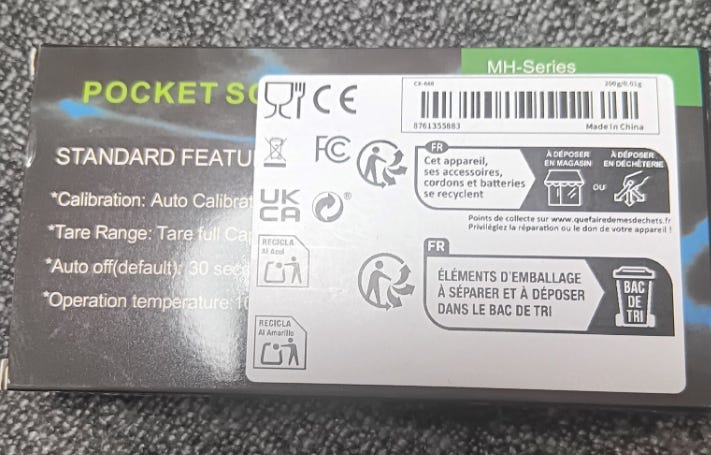 MH-Series
POCKET SC
STANDARD FEATU
*Calibration: Auto Calibrat
*Tare Range: Tare full Ca
*Auto off(default): 30 sec
*Operation temperature:10
CE
CX-668 200g/0.01g
8761355883 Made in China
FC
UK
CA
®
FR
Cet appareil,
ses accessoires,
cordons et batteries
se recyclent
À DÉPOSER
EN MAGASIN
OU
À DÉPOSER
EN DÉCHÈTERIE
Points de collecte sur www.quefairedemesdechets.fr
Privilégiez la réparation ou le don de votre appareil !
RECICLA
Al Azul
FR
ÉLÉMENTS D'EMBALLAGE
À SÉPARER ET À DÉPOSER
DANS LE BAC DE TRI
BAC
DE
TRI
RECICLA
Al Amarillo